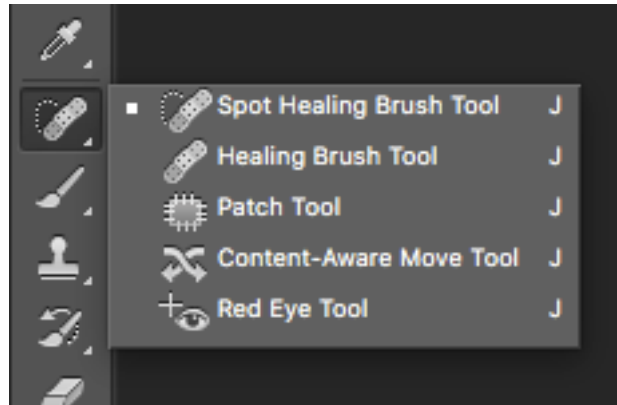 Spot Healing Brush Tool J
Healing Brush Tool J
Patch Tool J
Content-Aware Move Tool J
Red Eye Tool J